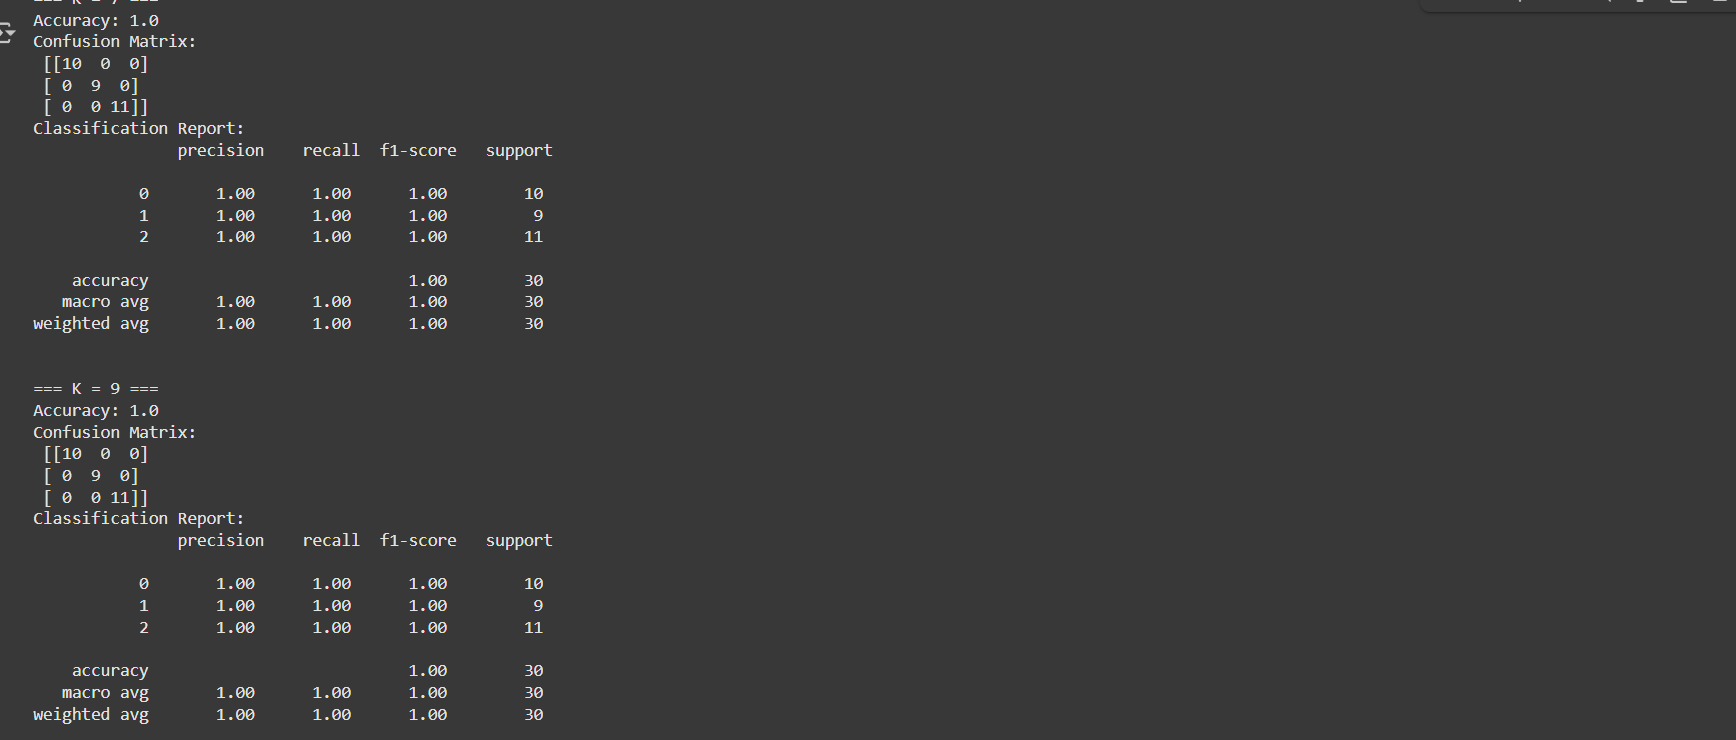 === K = 7 ===
Accuracy: 1.0
Confusion Matrix:
 [[10  0  0]
 [ 0  9  0]
 [ 0  0 11]]
Classification Report:
               precision    recall  f1-score   support

           0       1.00      1.00      1.00        10
           1       1.00      1.00      1.00         9
           2       1.00      1.00      1.00        11

    accuracy                           1.00        30
   macro avg       1.00      1.00      1.00        30
weighted avg       1.00      1.00      1.00        30

=== K = 9 ===
Accuracy: 1.0
Confusion Matrix:
 [[10  0  0]
 [ 0  9  0]
 [ 0  0 11]]
Classification Report:
               precision    recall  f1-score   support

           0       1.00      1.00      1.00        10
           1       1.00      1.00      1.00         9
           2       1.00      1.00      1.00        11

    accuracy                           1.00        30
   macro avg       1.00      1.00      1.00        30
weighted avg       1.00      1.00      1.00        30